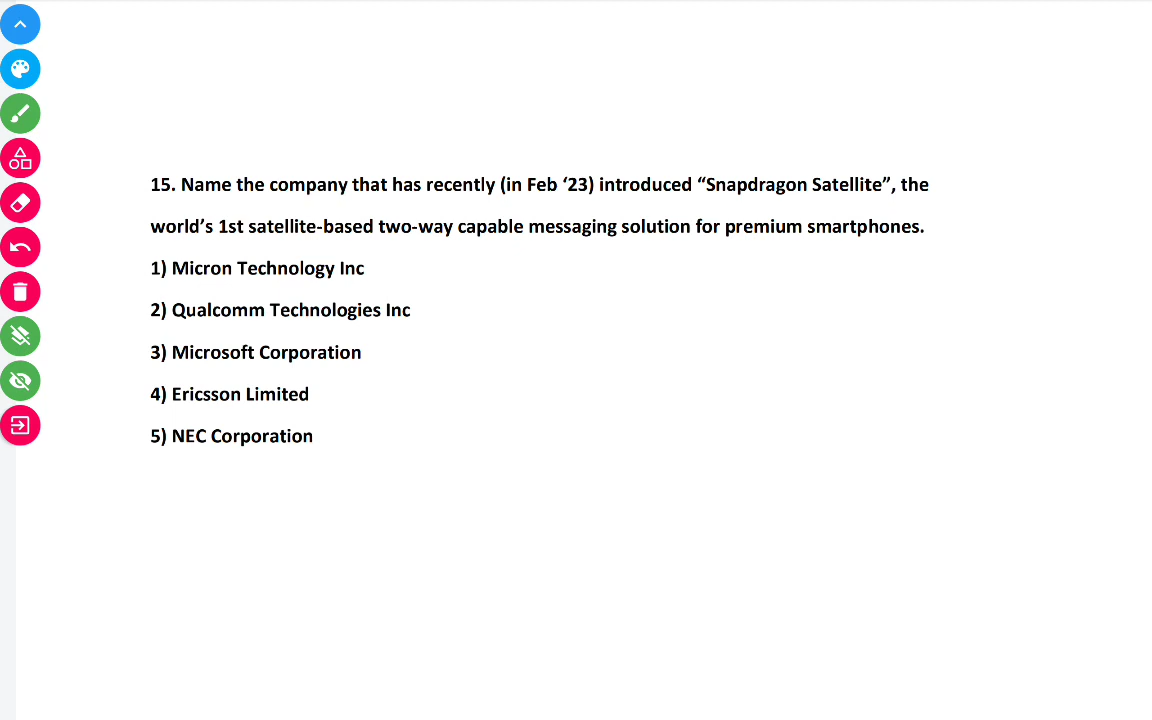 15. Name the company that has recently (in Feb ‘23) introduced “Snapdragon Satellite”, the
world’s 1st satellite-based two-way capable messaging solution for premium smartphones.
1) Micron Technology Inc
2) Qualcomm Technologies Inc
3) Microsoft Corporation
4) Ericsson Limited
5) NEC Corporation